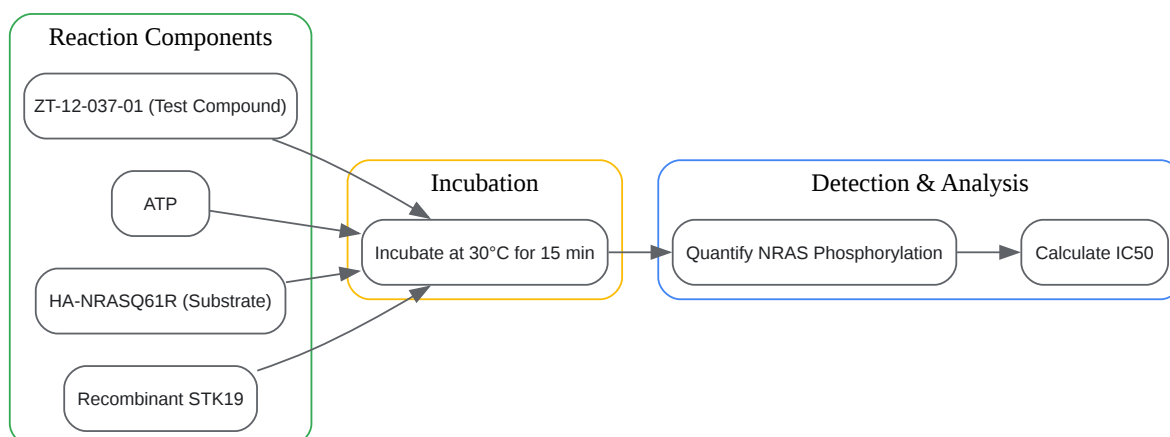 Reaction Components
ZT-12-037-01 (Test Compound)
ATP
HA-NRASQ61R (Substrate)
Recombinant STK19
Incubation
Incubate at 30°C for 15 min
Detection & Analysis
Quantify NRAS Phosphorylation
Calculate IC50